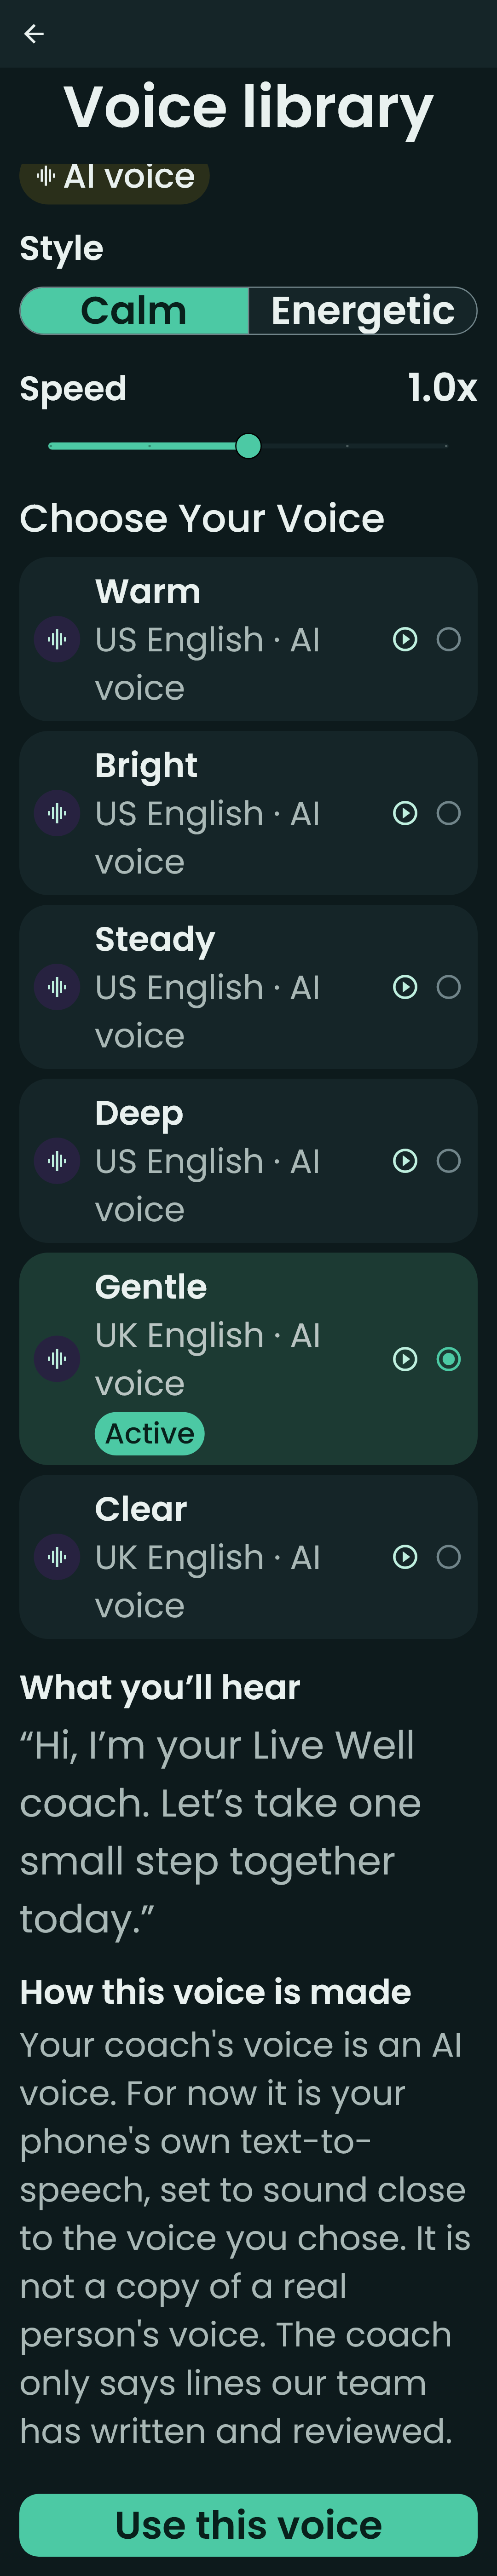 Voice library
AI voice
Style
Calm
Energetic
Speed
1.0x
Choose Your Voice
Warm
US English · AI
voice
Bright
US English · AI
voice
Steady
US English · AI
voice
Deep
US English · AI
voice
Gentle
UK English · AI
voice
Active
Clear
UK English · AI
voice
What you’ll hear
“Hi, I’m your Live Well
coach. Let’s take one
small step together
today.”
How this voice is made
Your coach's voice is an AI
voice. For now it is your
phone's own text-to-
speech, set to sound close
to the voice you chose. It is
not a copy of a real
person's voice. The coach
only says lines our team
has written and reviewed.
Use this voice